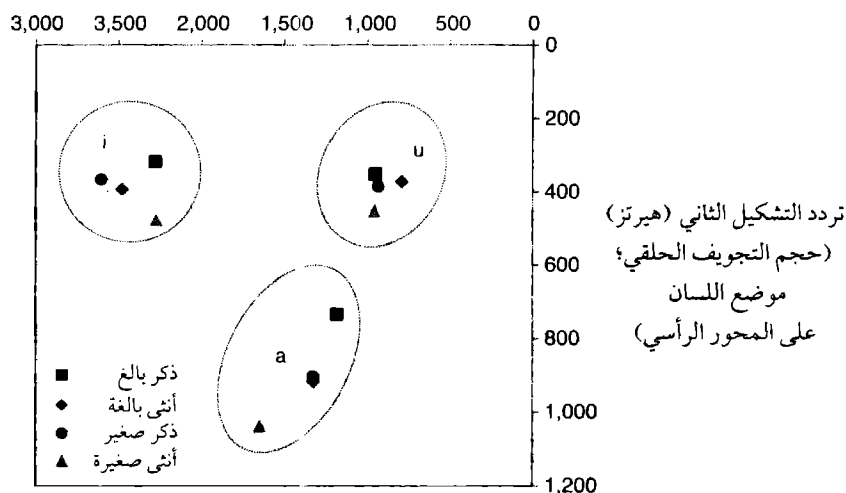 3,000 3,500 2,000 1,500 1,000 500 0
0
200
400
600
800
1,000
1,200
i
u
a
تردد التشكيل الثاني (هيرتز)
(حجم التجويف الحلقي؛
موضع اللسان
على المحور الرأسي)
ذكر بالغ
أنثى بالغة
ذكر صغير
أنثى صغيرة